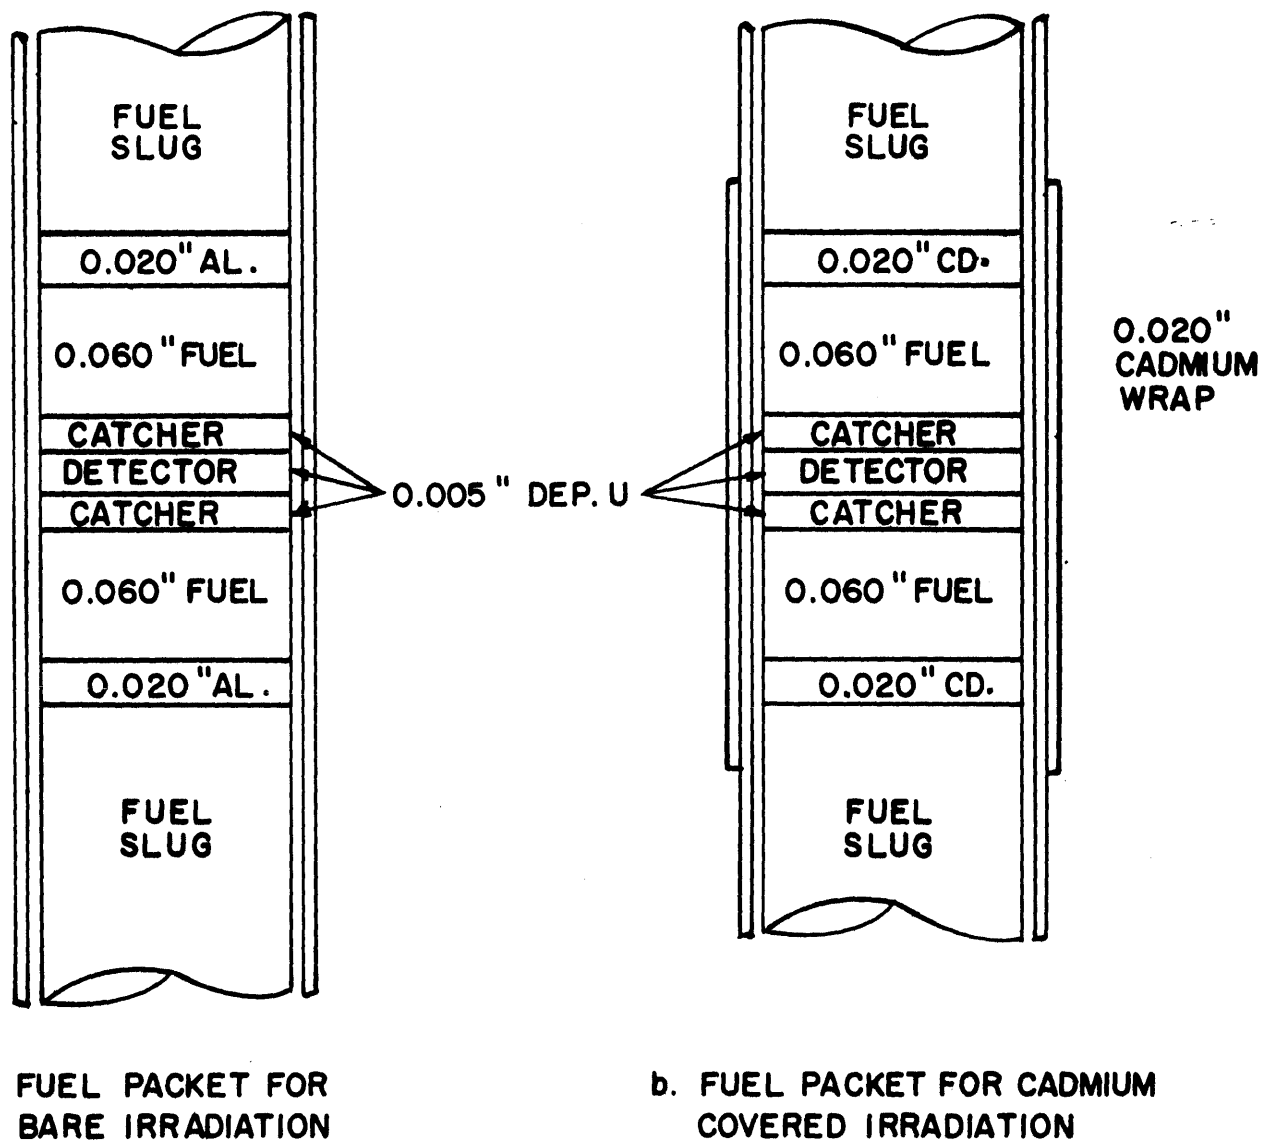 FUEL
SLUG
0.020" AL.
0.060" FUEL
CATCHER
DETECTOR
CATCHER
0.060" FUEL
0.020" AL.
FUEL
SLUG
0.005" DEP. U
FUEL
SLUG
0.020" CD.
0.060" FUEL
CATCHER
DETECTOR
CATCHER
0.060" FUEL
0.020" CD.
FUEL
SLUG
0.020"
CADMIUM
WRAP
FUEL PACKET FOR
BARE IRRADIATION
b. FUEL PACKET FOR CADMIUM
COVERED IRRADIATION